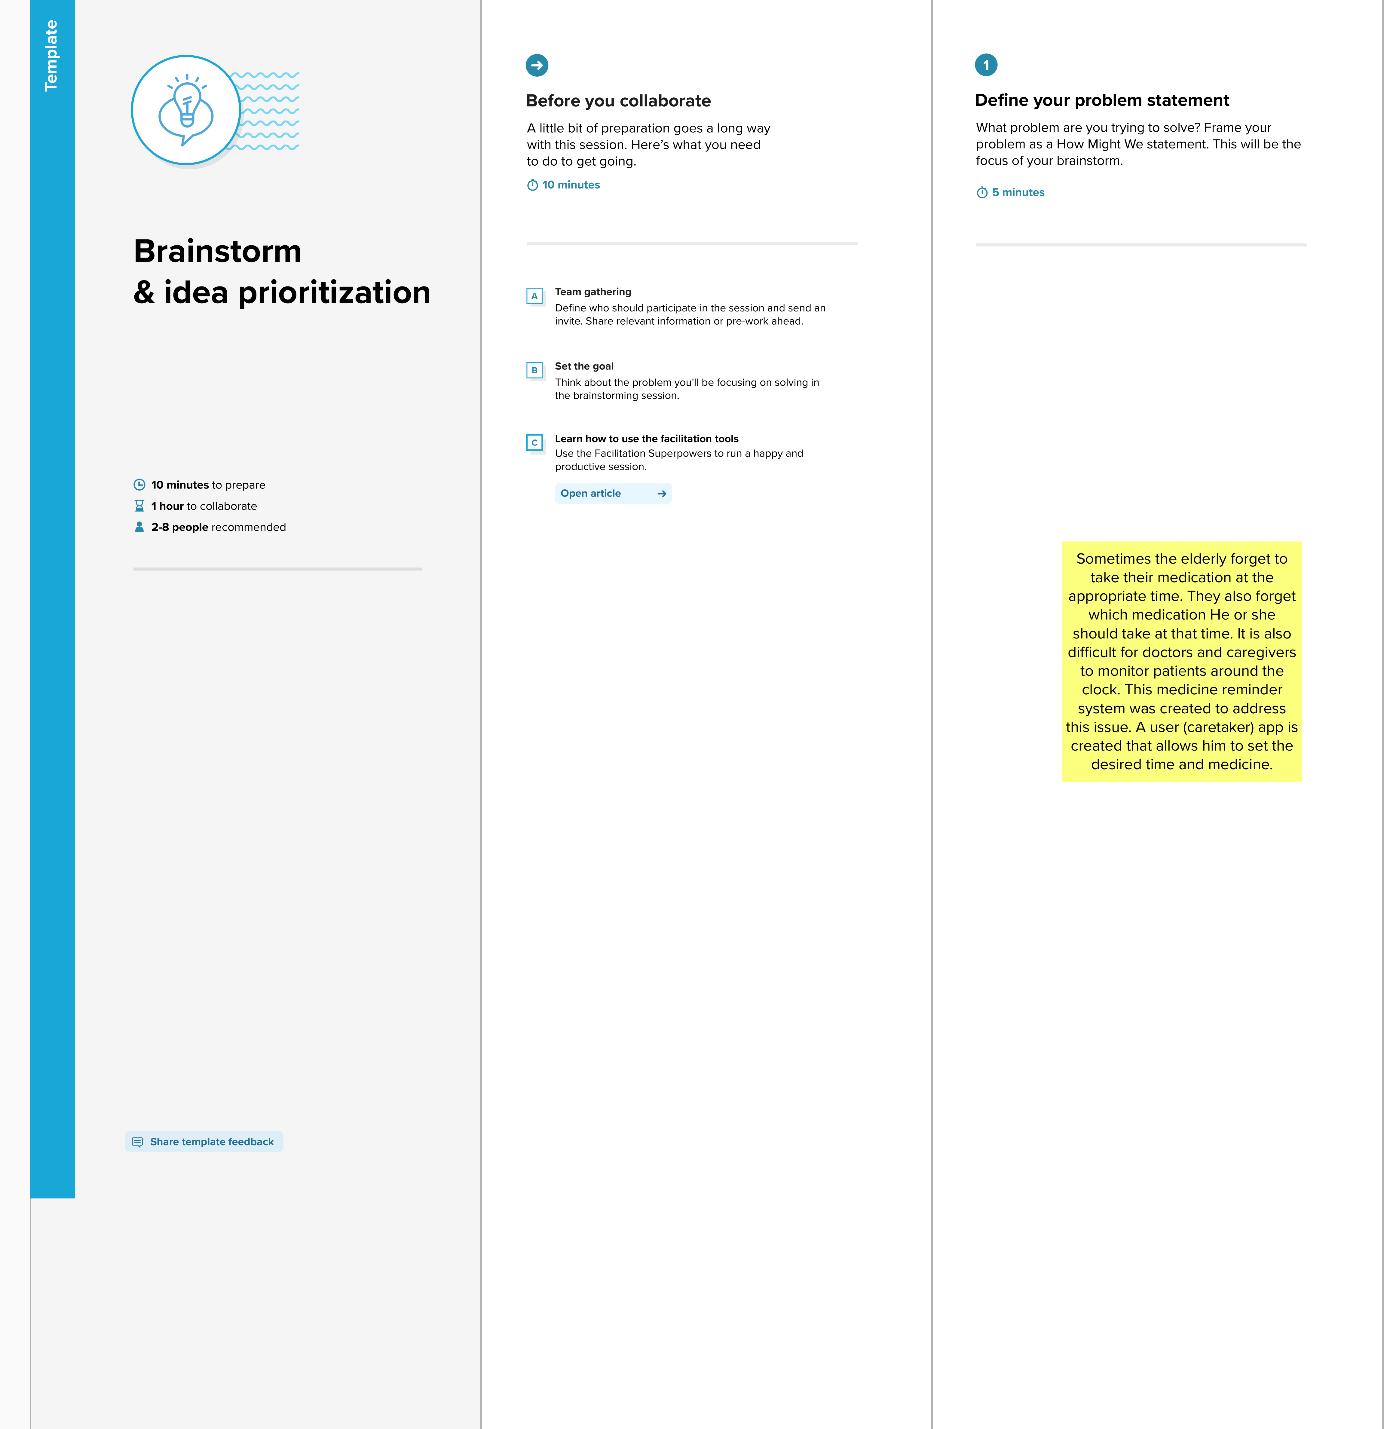 Template
Brainstorm
& idea prioritization
10 minutes to prepare
1 hour to collaborate
2-8 people recommended
Share template feedback
Before you collaborate
A little bit of preparation goes a long way
with this session. Here’s what you need
to do to get going.
10 minutes
A
Team gathering
Define who should participate in the session and send an
invite. Share relevant information or pre-work ahead.
B
Set the goal
Think about the problem you'll be focusing on solving in
the brainstorming session.
C
Learn how to use the facilitation tools
Use the Facilitation Superpowers to run a happy and
productive session.
Open article
1
Define your problem statement
What problem are you trying to solve? Frame your
problem as a How Might We statement. This will be the
focus of your brainstorm.
5 minutes
Sometimes the elderly forget to
take their medication at the
appropriate time. They also forget
which medication He or she
should take at that time. It is also
difficult for doctors and caregivers
to monitor patients around the
clock. This medicine reminder
system was created to address
this issue. A user (caretaker) app is
created that allows him to set the
desired time and medicine.